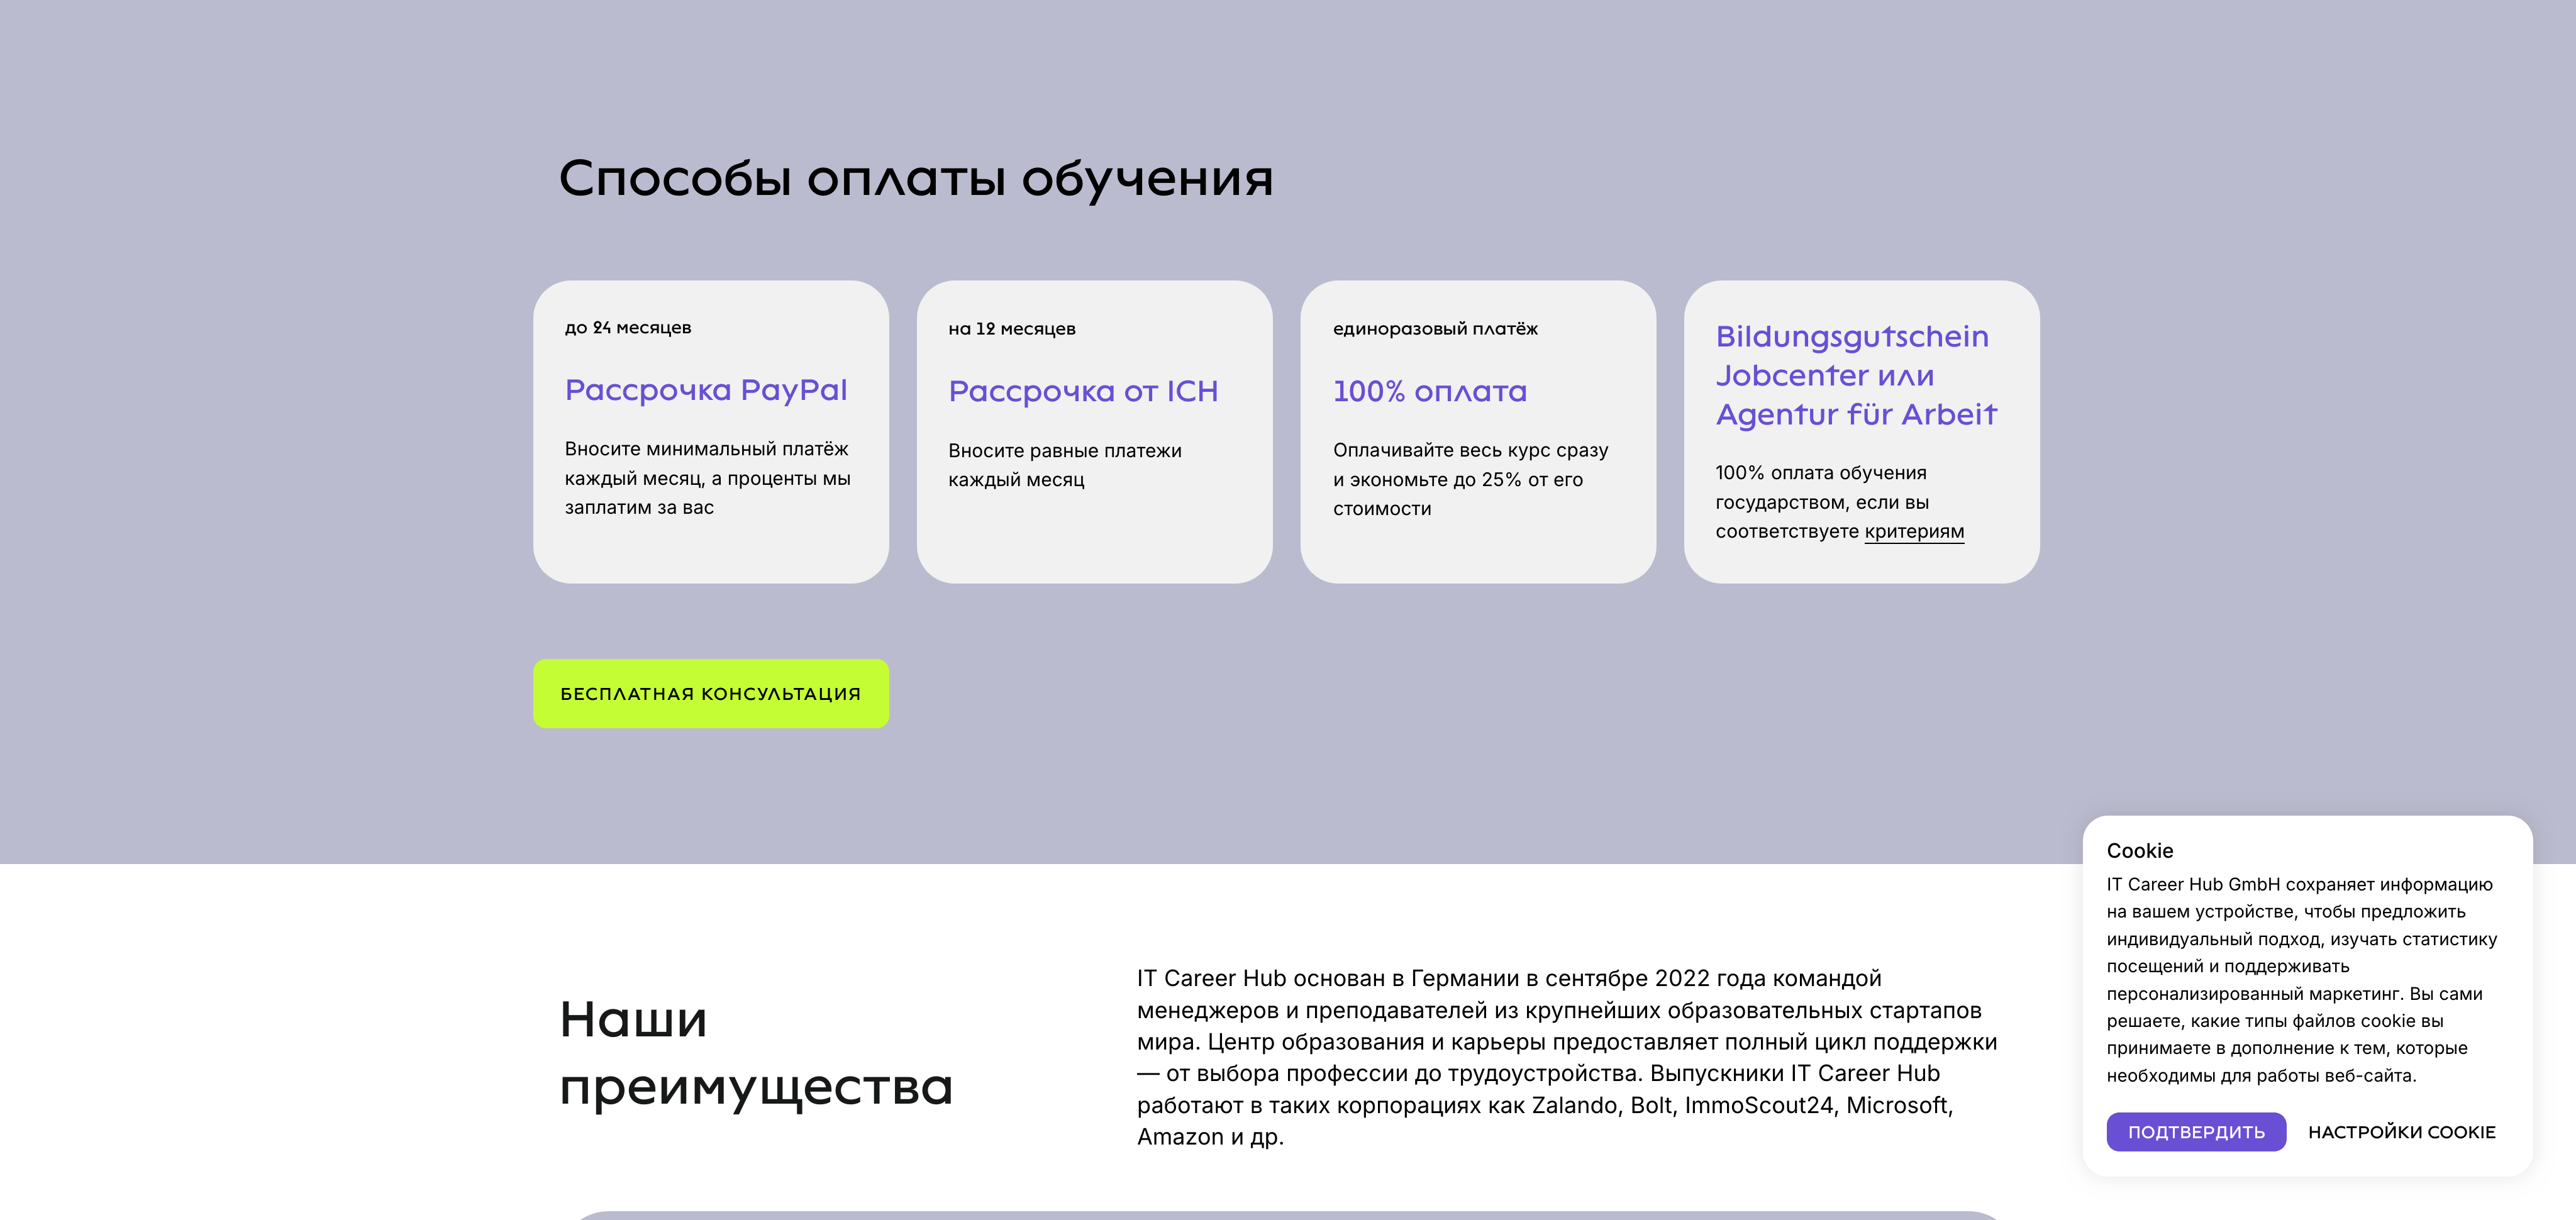 Способы оплаты обучения
до 24 месяцев
Рассрочка PayPal
Вносите минимальный платёж
каждый месяц, а проценты мы
заплатим за вас
на 12 месяцев
Рассрочка от ICH
Вносите равные платежи
каждый месяц
единоразовый платёж
100% оплата
Оплачивайте весь курс сразу
и экономьте до 25% от его
стоимости
Bildungsgutschein
Jobcenter или
Agentur für Arbeit
100% оплата обучения
государством, если вы
соответствуете критериям
БЕСПЛАТНАЯ КОНСУЛЬТАЦИЯ
Наши
преимущества
IT Career Hub основан в Германии в сентябре 2022 года командой
менеджеров и преподавателей из крупнейших образовательных стартапов
мира. Центр образования и карьеры предоставляет полный цикл поддержки
— от выбора профессии до трудоустройства. Выпускники IT Career Hub
работают в таких корпорациях как Zalando, Bolt, ImmoScout24, Microsoft,
Amazon и др.
Cookie
IT Career Hub GmbH сохраняет информацию
на вашем устройстве, чтобы предложить
индивидуальный подход, изучать статистику
посещений и поддерживать
персонализированный маркетинг. Вы сами
решаете, какие типы файлов cookie вы
принимаете в дополнение к тем, которые
необходимы для работы веб-сайта.
ПОДТВЕРДИТЬ
НАСТРОЙКИ COOKIE